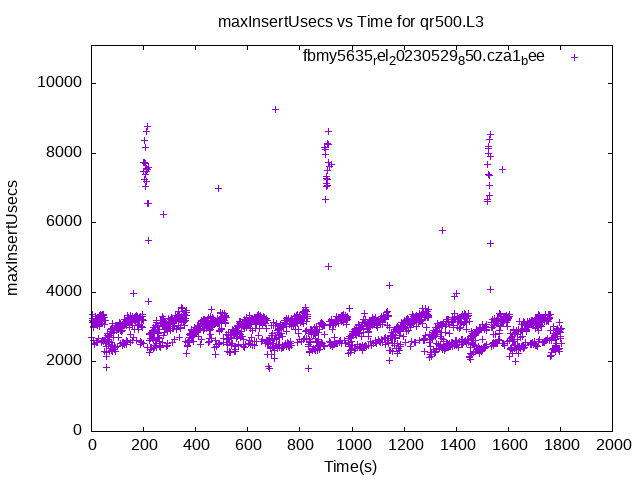 maxInsertUsecs vs Time for qr500.L3
fbmy5635rel20230529850.cza1bee
maxInsertUsecs
10000
8000
6000
4000
2000
0
0 200 400 600 800 1000 1200 1400 1600 1800 2000
Time(s)